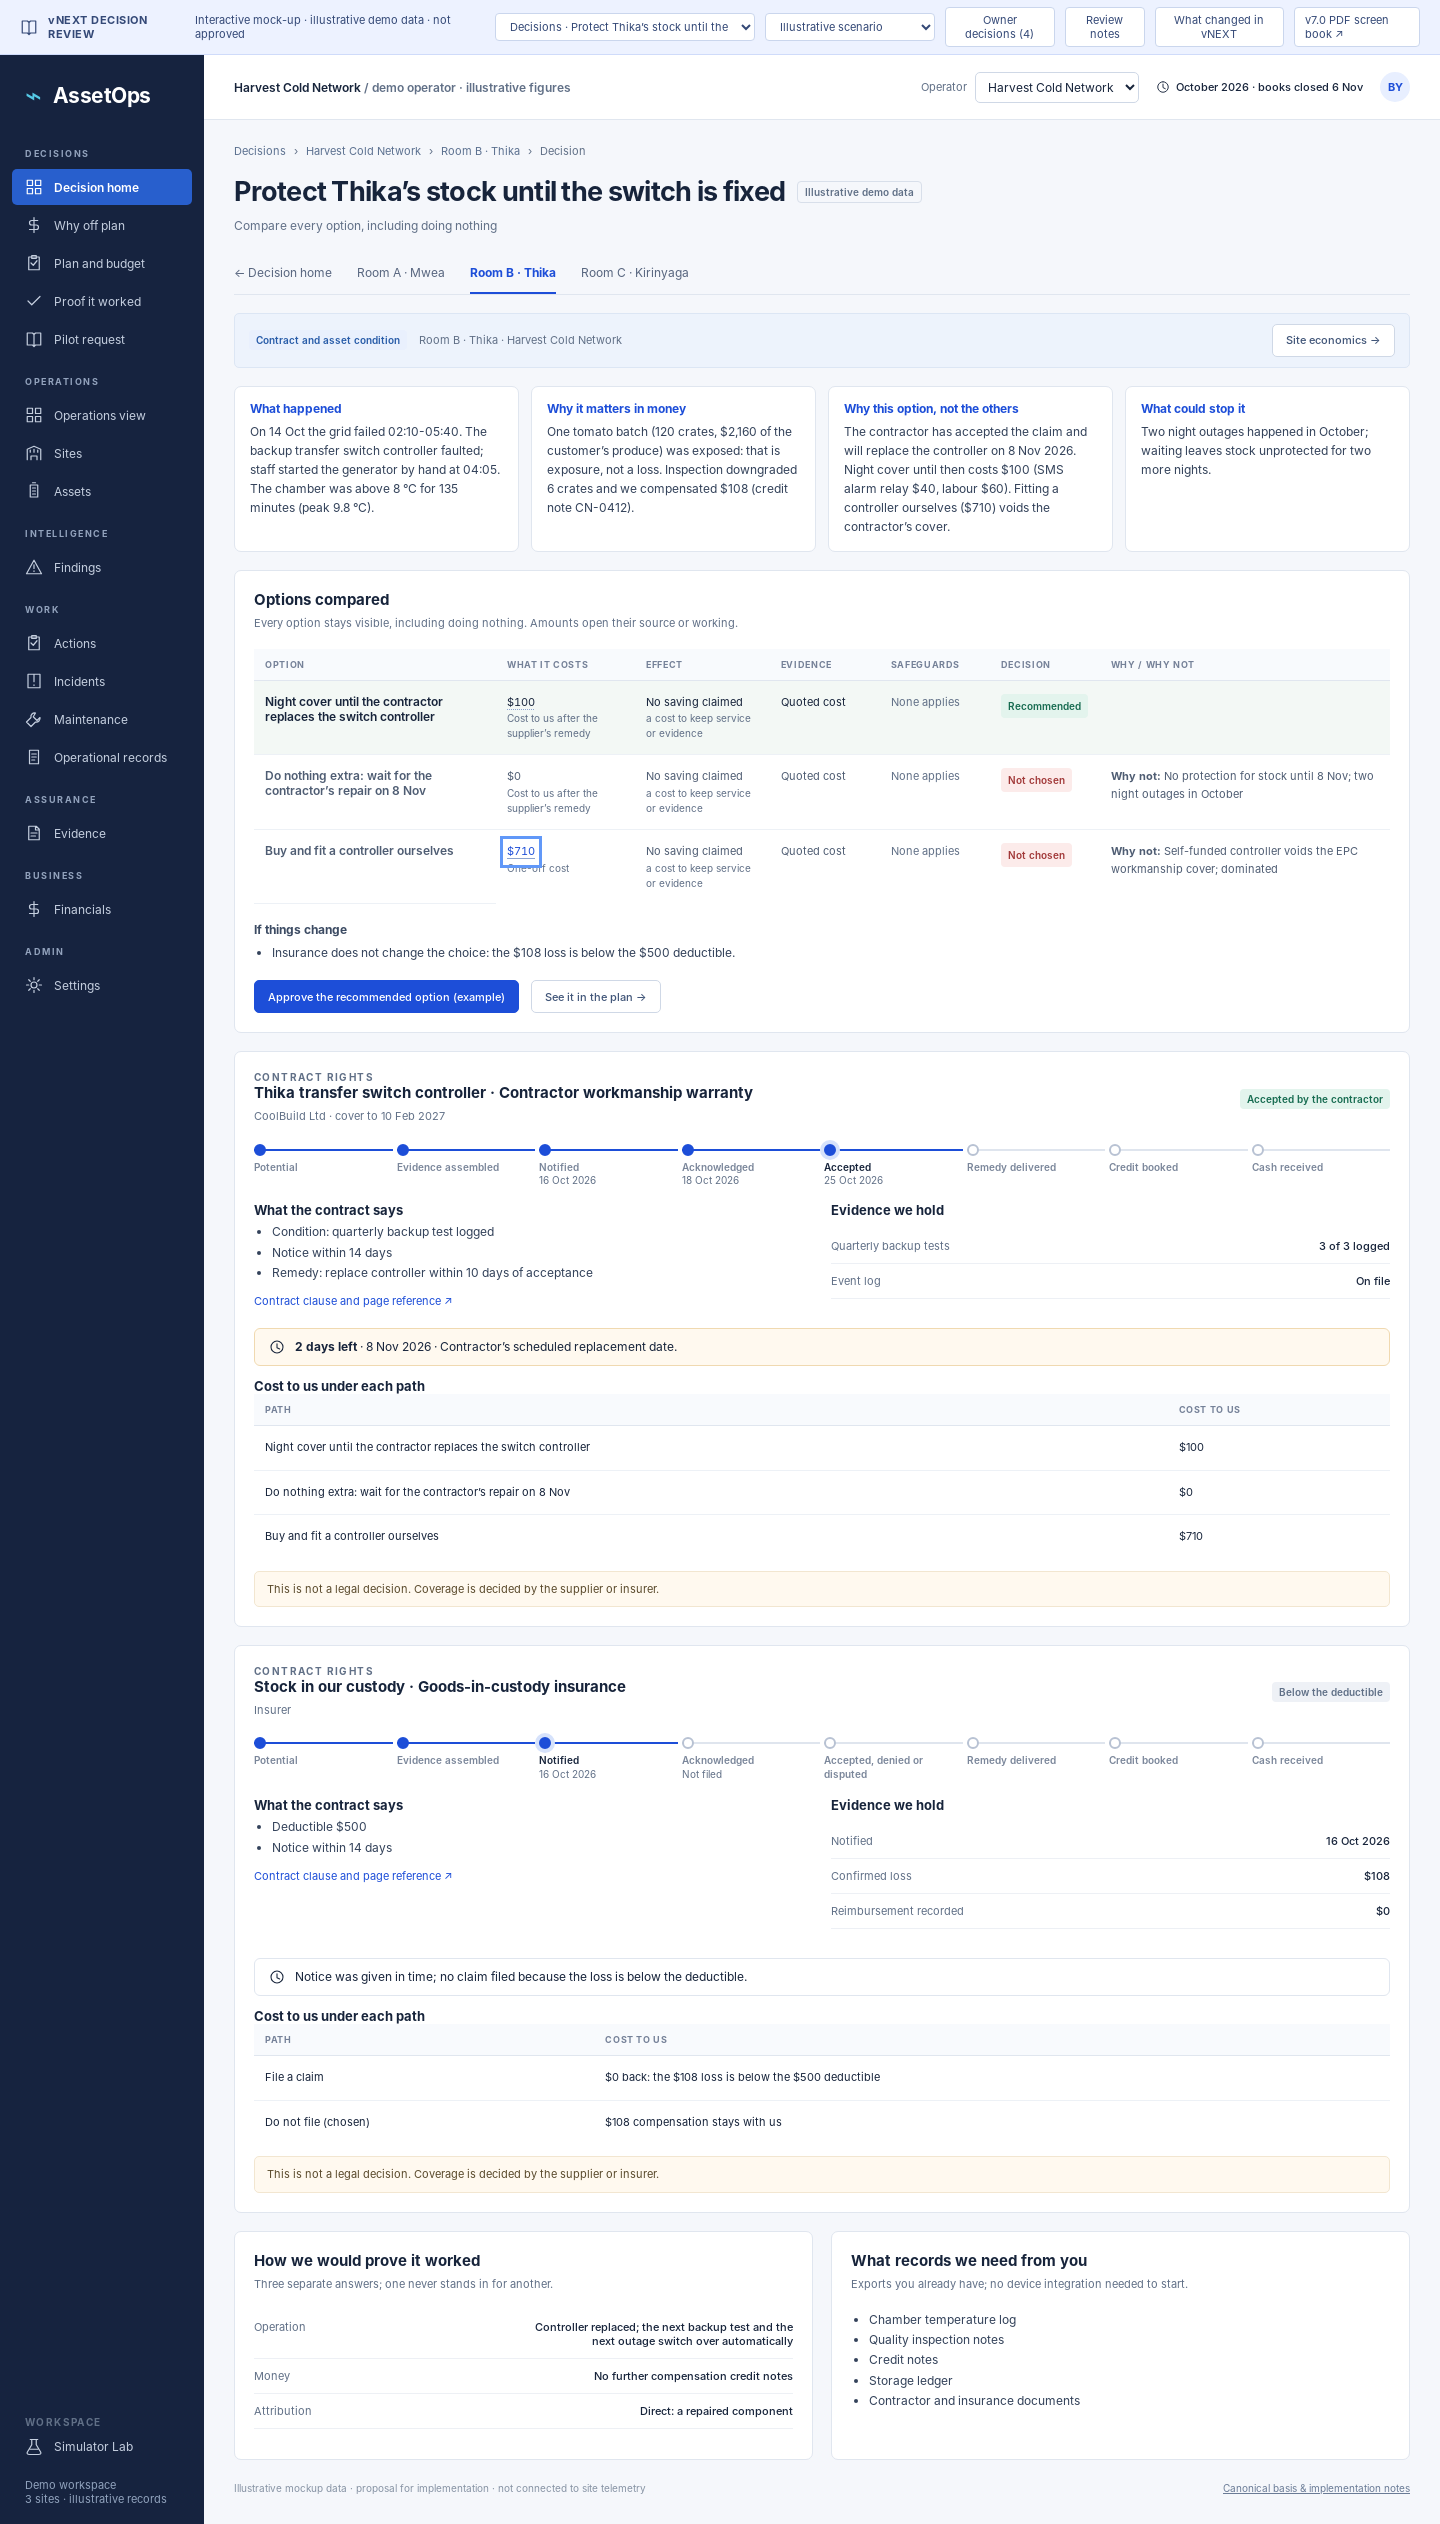 vNEXT DECISION REVIEW
Interactive mock-up · illustrative demo data · not approved
Decisions · Protect Thika’s stock until the
Illustrative scenario
Owner decisions (4)
Review notes
What changed in vNEXT
v7.0 PDF screen book ↗
AssetOps
DECISIONS
Decision home
Why off plan
Plan and budget
Proof it worked
Pilot request
OPERATIONS
Operations view
Sites
Assets
INTELLIGENCE
Findings
WORK
Actions
Incidents
Maintenance
Operational records
ASSURANCE
Evidence
BUSINESS
Financials
ADMIN
Settings
WORKSPACE
Simulator Lab
Demo workspace
3 sites · illustrative records
Harvest Cold Network / demo operator · illustrative figures
Operator
Harvest Cold Network
October 2026 · books closed 6 Nov
BY
Decisions › Harvest Cold Network › Room B · Thika › Decision
Protect Thika’s stock until the switch is fixed
Illustrative demo data
Compare every option, including doing nothing
← Decision home
Room A · Mwea
Room B · Thika
Room C · Kirinyaga
Contract and asset condition
Room B · Thika · Harvest Cold Network
Site economics →
What happened
On 14 Oct the grid failed 02:10-05:40. The
backup transfer switch controller faulted;
staff started the generator by hand at 04:05.
The chamber was above 8 °C for 135
minutes (peak 9.8 °C).
Why it matters in money
One tomato batch (120 crates, $2,160 of the
customer’s produce) was exposed: that is
exposure, not a loss. Inspection downgraded
6 crates and we compensated $108 (credit
note CN-0412).
Why this option, not the others
The contractor has accepted the claim and
will replace the controller on 8 Nov 2026.
Night cover until then costs $100 (SMS
alarm relay $40, labour $60). Fitting a
controller ourselves ($710) voids the
contractor’s cover.
What could stop it
Two night outages happened in October;
waiting leaves stock unprotected for two
more nights.
Options compared
Every option stays visible, including doing nothing. Amounts open their source or working.
OPTION WHAT IT COSTS EFFECT EVIDENCE SAFEGUARDS DECISION WHY / WHY NOT
Night cover until the contractor replaces the switch controller
$100
Cost to us after the supplier’s remedy
No saving claimed
a cost to keep service or evidence
Quoted cost
None applies
Recommended
Do nothing extra: wait for the contractor’s repair on 8 Nov
$0
Cost to us after the supplier’s remedy
No saving claimed
a cost to keep service or evidence
Quoted cost
None applies
Not chosen
Why not: No protection for stock until 8 Nov; two night outages in October
Buy and fit a controller ourselves
$710
One-off cost
No saving claimed
a cost to keep service or evidence
Quoted cost
None applies
Not chosen
Why not: Self-funded controller voids the EPC workmanship cover; dominated
If things change
• Insurance does not change the choice: the $108 loss is below the $500 deductible.
Approve the recommended option (example)
See it in the plan →
CONTRACT RIGHTS
Thika transfer switch controller · Contractor workmanship warranty
CoolBuild Ltd · cover to 10 Feb 2027
Accepted by the contractor
Potential
Evidence assembled
Notified
16 Oct 2026
Acknowledged
18 Oct 2026
Accepted
25 Oct 2026
Remedy delivered
Credit booked
Cash received
What the contract says
• Condition: quarterly backup test logged
• Notice within 14 days
• Remedy: replace controller within 10 days of acceptance
Contract clause and page reference ↗
Evidence we hold
Quarterly backup tests 3 of 3 logged
Event log On file
2 days left · 8 Nov 2026 · Contractor’s scheduled replacement date.
Cost to us under each path
PATH COST TO US
Night cover until the contractor replaces the switch controller $100
Do nothing extra: wait for the contractor’s repair on 8 Nov $0
Buy and fit a controller ourselves $710
This is not a legal decision. Coverage is decided by the supplier or insurer.
CONTRACT RIGHTS
Stock in our custody · Goods-in-custody insurance
Insurer
Below the deductible
Potential
Evidence assembled
Notified
16 Oct 2026
Acknowledged
Not filed
Accepted, denied or disputed
Remedy delivered
Credit booked
Cash received
What the contract says
• Deductible $500
• Notice within 14 days
Contract clause and page reference ↗
Evidence we hold
Notified 16 Oct 2026
Confirmed loss $108
Reimbursement recorded $0
Notice was given in time; no claim filed because the loss is below the deductible.
Cost to us under each path
PATH COST TO US
File a claim $0 back: the $108 loss is below the $500 deductible
Do not file (chosen) $108 compensation stays with us
This is not a legal decision. Coverage is decided by the supplier or insurer.
How we would prove it worked
Three separate answers; one never stands in for another.
Operation Controller replaced; the next backup test and the next outage switch over automatically
Money No further compensation credit notes
Attribution Direct: a repaired component
What records we need from you
Exports you already have; no device integration needed to start.
• Chamber temperature log
• Quality inspection notes
• Credit notes
• Storage ledger
• Contractor and insurance documents
Illustrative mockup data · proposal for implementation · not connected to site telemetry
Canonical basis & implementation notes